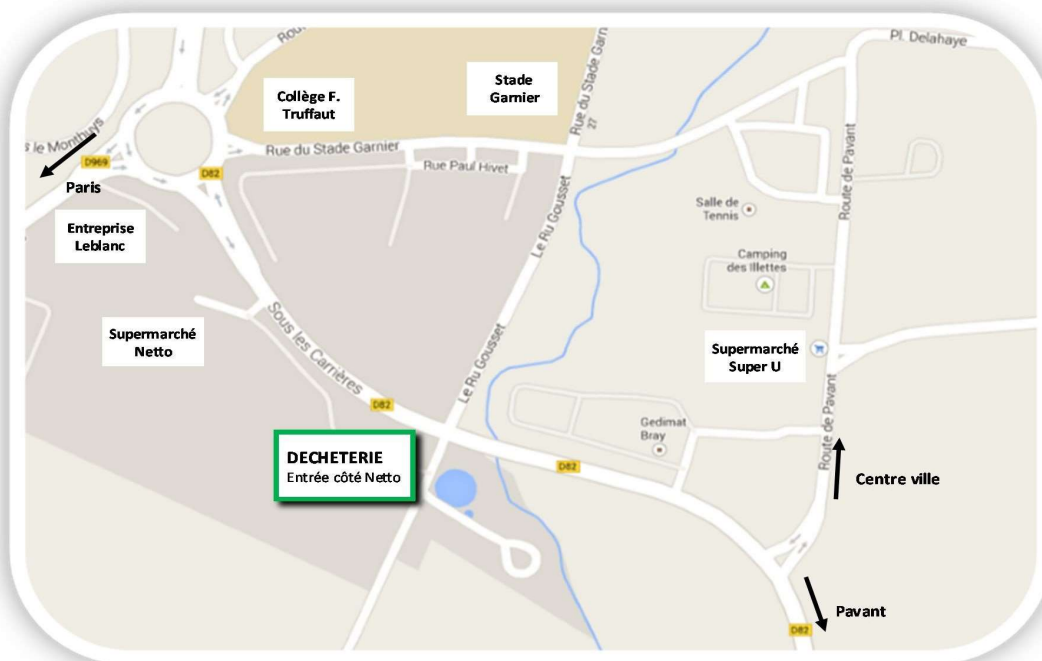 Rou
Pl. Delahaye
Collège F.
Truffaut
Stade
Garnier
Rue du Stade Garn
27
s le Monthuys
D969
D82
Rue du Stade Garnier
Rue Paul Hivet
Paris
Entreprise
Leblanc
Le Ru Gousset
Salle de
Tennis
Route de Pavant
Camping
des Illettes
Sous les Carrières
Supermarché
Netto
Le Ru Gousset
Supermarché
Super U
D82
Gedimat
Bray
Route de Pavant
DECHETERIE
Entrée côté Netto
D82
Centre ville
Pavant
D82